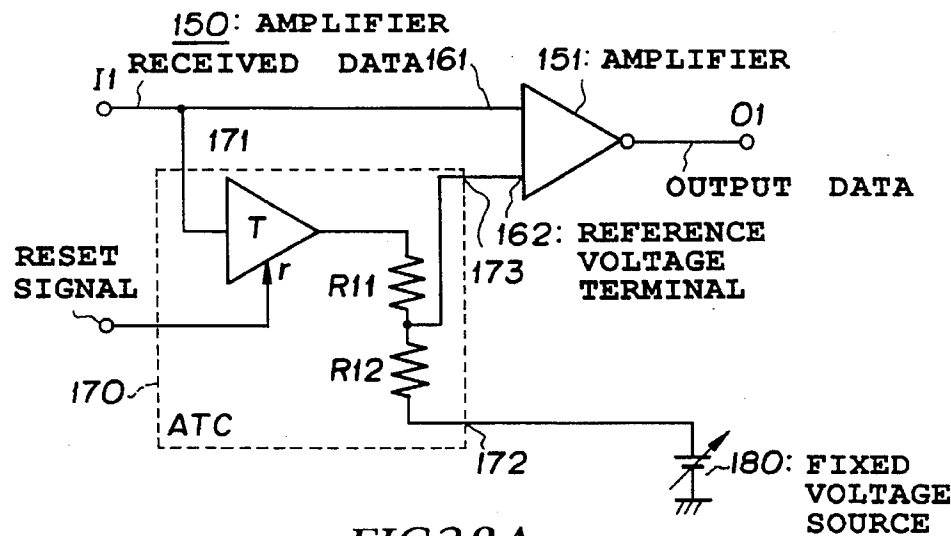 150: AMPLIFIER
RECEIVED DATA 161
I1
151: AMPLIFIER
O1
171
OUTPUT DATA
T
r
162: REFERENCE
VOLTAGE
TERMINAL
173
RESET
SIGNAL
R11
R12
170
ATC
172
180: FIXED
VOLTAGE
SOURCE